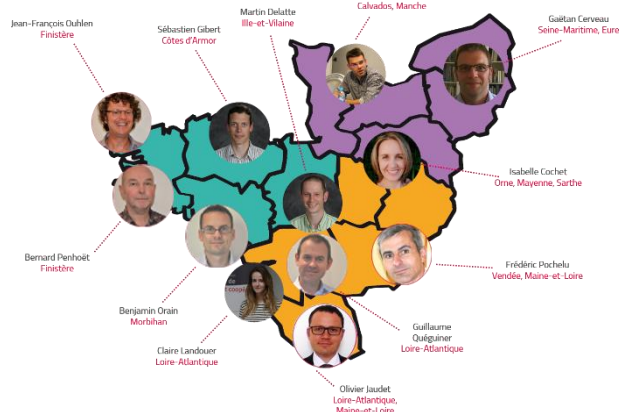 Jean-François Ouhlen
Finistère
Sébastien Gibert
Côtes d'Armor
Martin Delatte
Ille-et-Vilaine
Calvados, Manche
Gaëtan Cerveau
Seine-Maritime, Eure
Isabelle Cochet
Orne, Mayenne, Sarthe
Bernard Penhoët
Finistère
Frédéric Pochelu
Vendée, Maine-et-Loire
Benjamin Orain
Morbihan
Guillaume
Quéguiner
Loire-Atlantique
Claire Landouer
Loire-Atlantique
Olivier Jaudet
Loire-Atlantique,
Maine-et-Loire